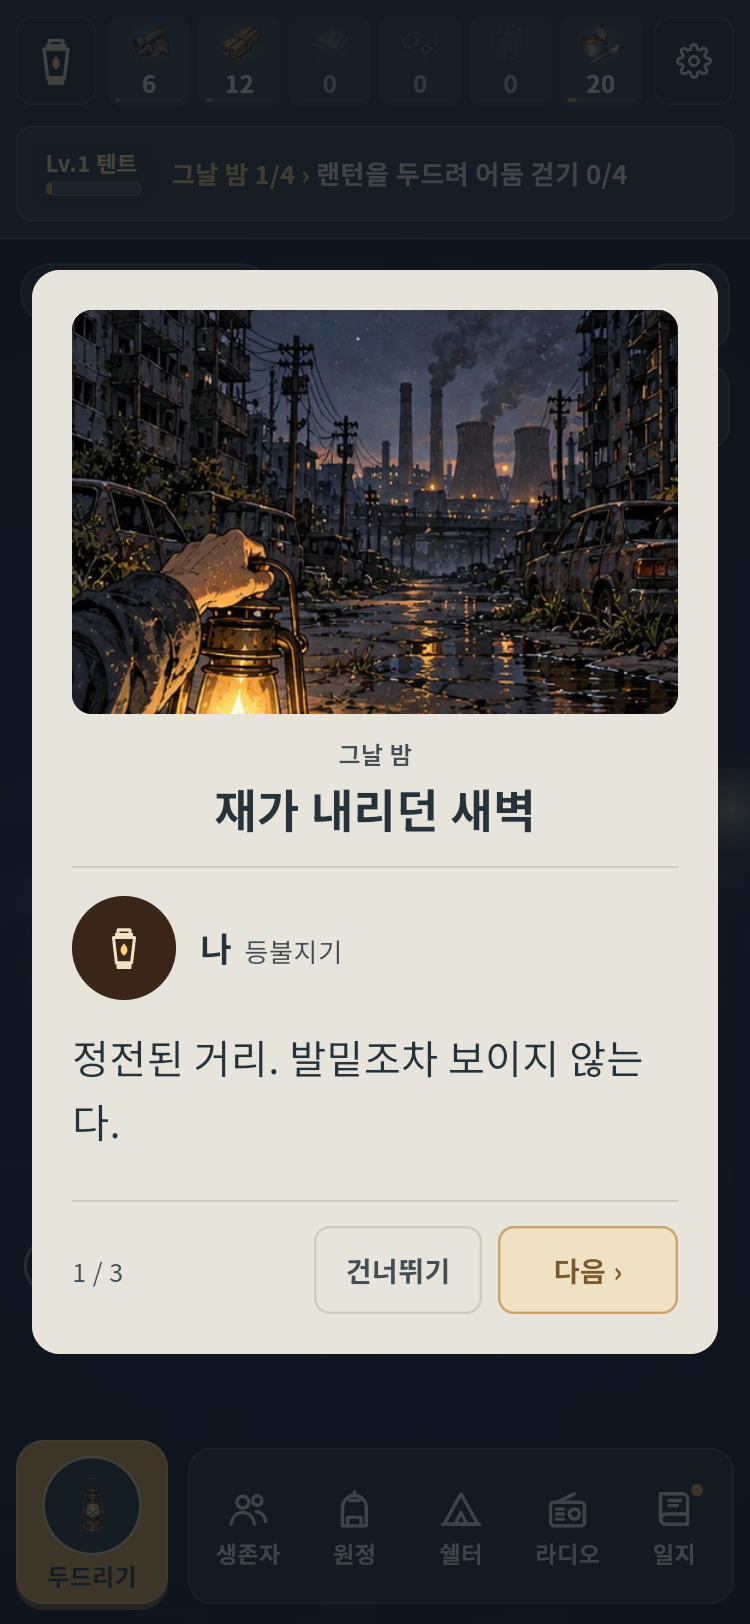 6 12 0 0 0 20
Lv.1 텐트
그날 밤 1/4 › 랜턴을 두드려 어둠 걷기 0/4
그날 밤
재가 내리던 새벽
나 등불지기
정전된 거리. 발밑조차 보이지 않는
다.
1 / 3 건너뛰기 다음 ›
두드리기 생존자 원정 쉘터 라디오 일지